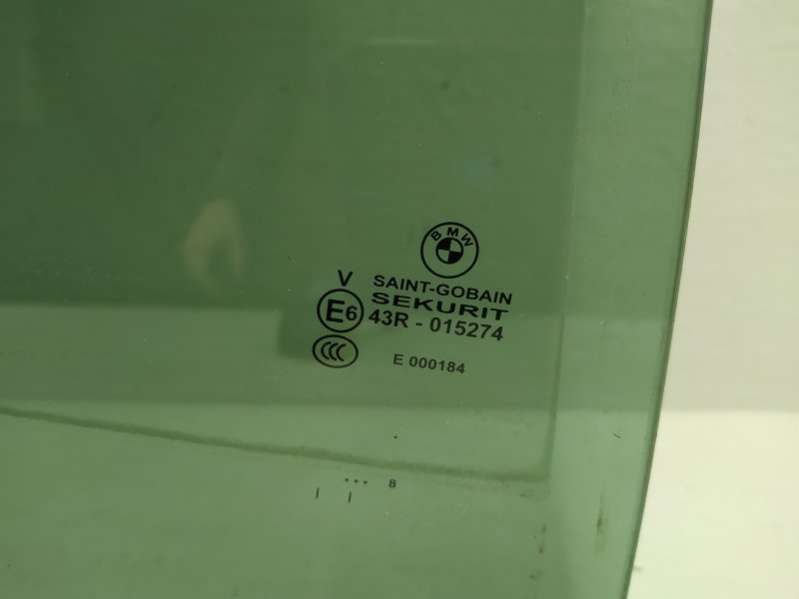 BMW
V
SAINT-GOBAIN
SEKURIT
E6 43R - 015274
CCC
E 000184
... 8